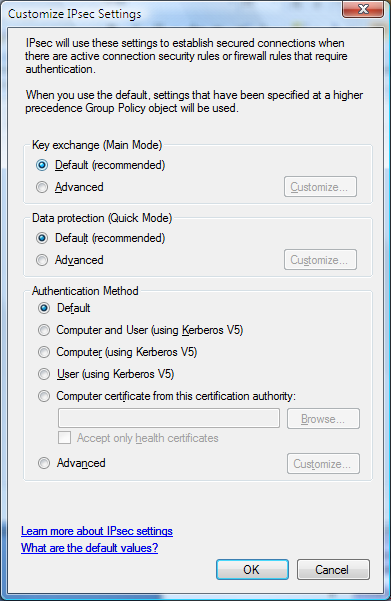 Customize IPsec Settings
IPsec will use these settings to establish secured connections when
there are active connection security rules or firewall rules that require
authentication.
When you use the default, settings that have been specified at a higher
precedence Group Policy object will be used.
Key exchange (Main Mode)
Default (recommended)
Advanced
Customize...
Data protection (Quick Mode)
Default (recommended)
Advanced
Customize...
Authentication Method
Default
Computer and User (using Kerberos V5)
Computer (using Kerberos V5)
User (using Kerberos V5)
Computer certificate from this certification authority:
Browse...
Accept only health certificates
Advanced
Customize...
Learn more about IPsec settings
What are the default values?
OK
Cancel